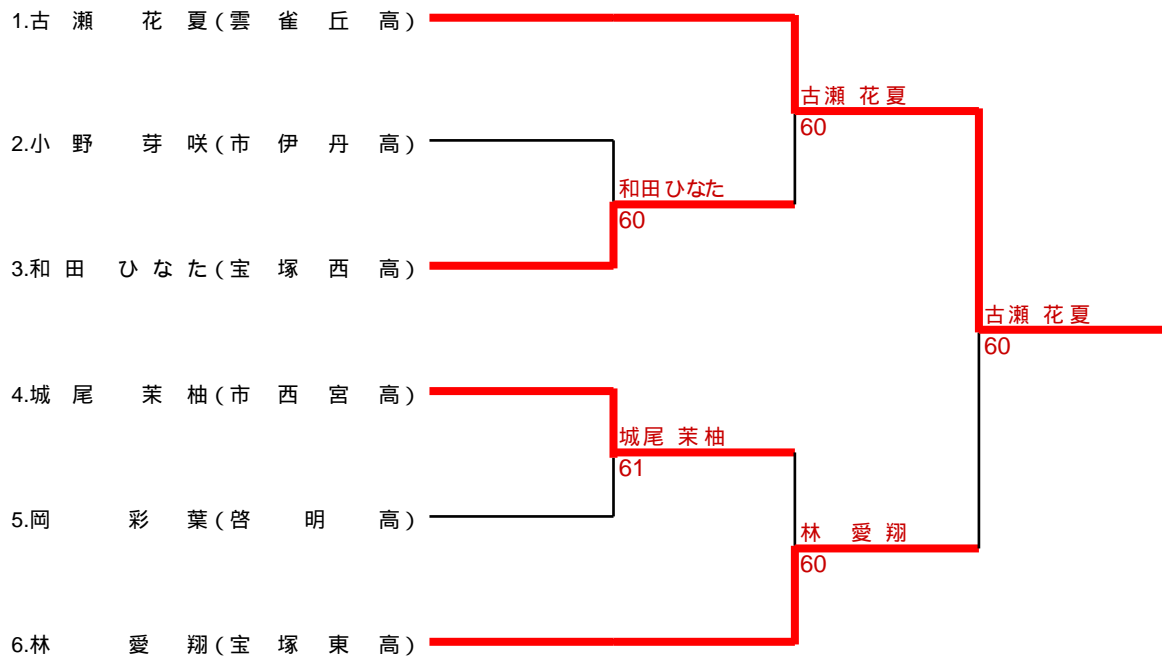 1.古瀬 花夏(雲雀丘高)
古瀬 花夏
60
2.小野 芽咲(市伊丹高)
和田 ひなた
60
3.和田 ひなた(宝塚西高)
古瀬 花夏
60
4.城尾 茉柚(市西宮高)
城尾 茉柚
61
5.岡 彩葉(啓明高)
林 愛翔
60
6.林 愛翔(宝塚東高)